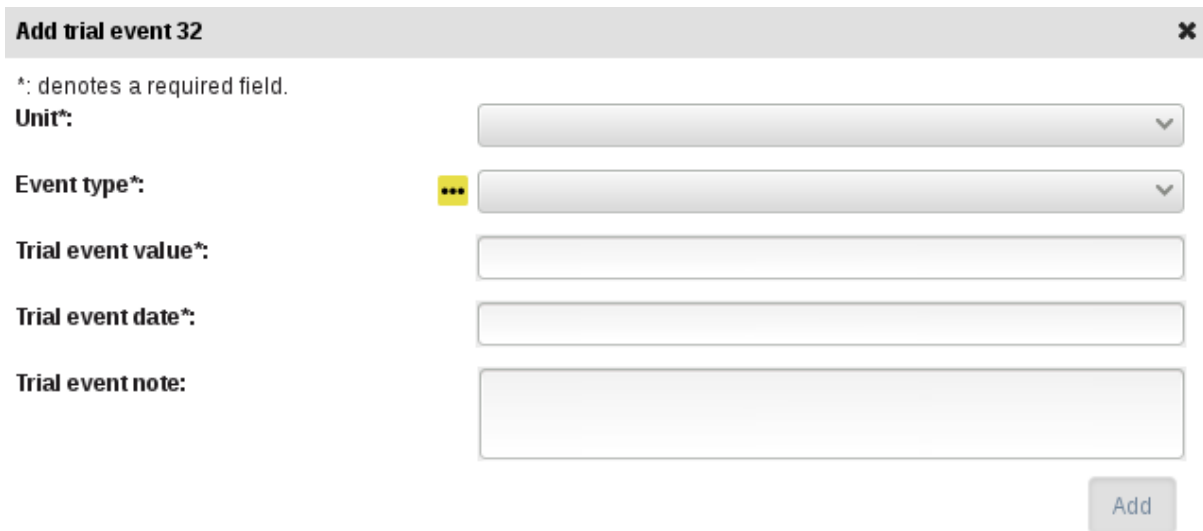 Add trial event 32
*: denotes a required field.
Unit*:
Event type*:
Trial event value*:
Trial event date*:
Trial event note:
Add